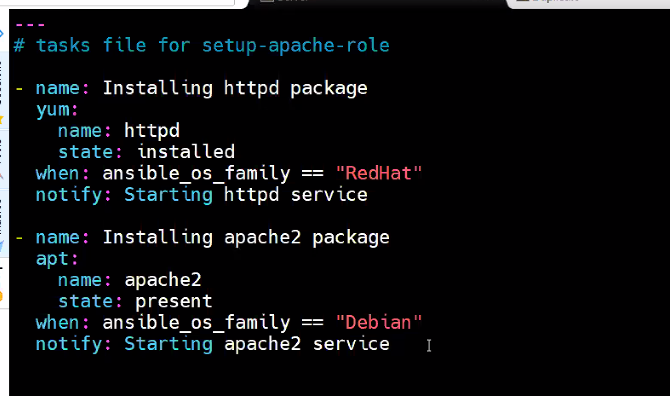 ---
# tasks file for setup-apache-role
- name: Installing httpd package
  yum:
    name: httpd
    state: installed
  when: ansible_os_family == "RedHat"
  notify: Starting httpd service
- name: Installing apache2 package
  apt:
    name: apache2
    state: present
  when: ansible_os_family == "Debian"
  notify: Starting apache2 service